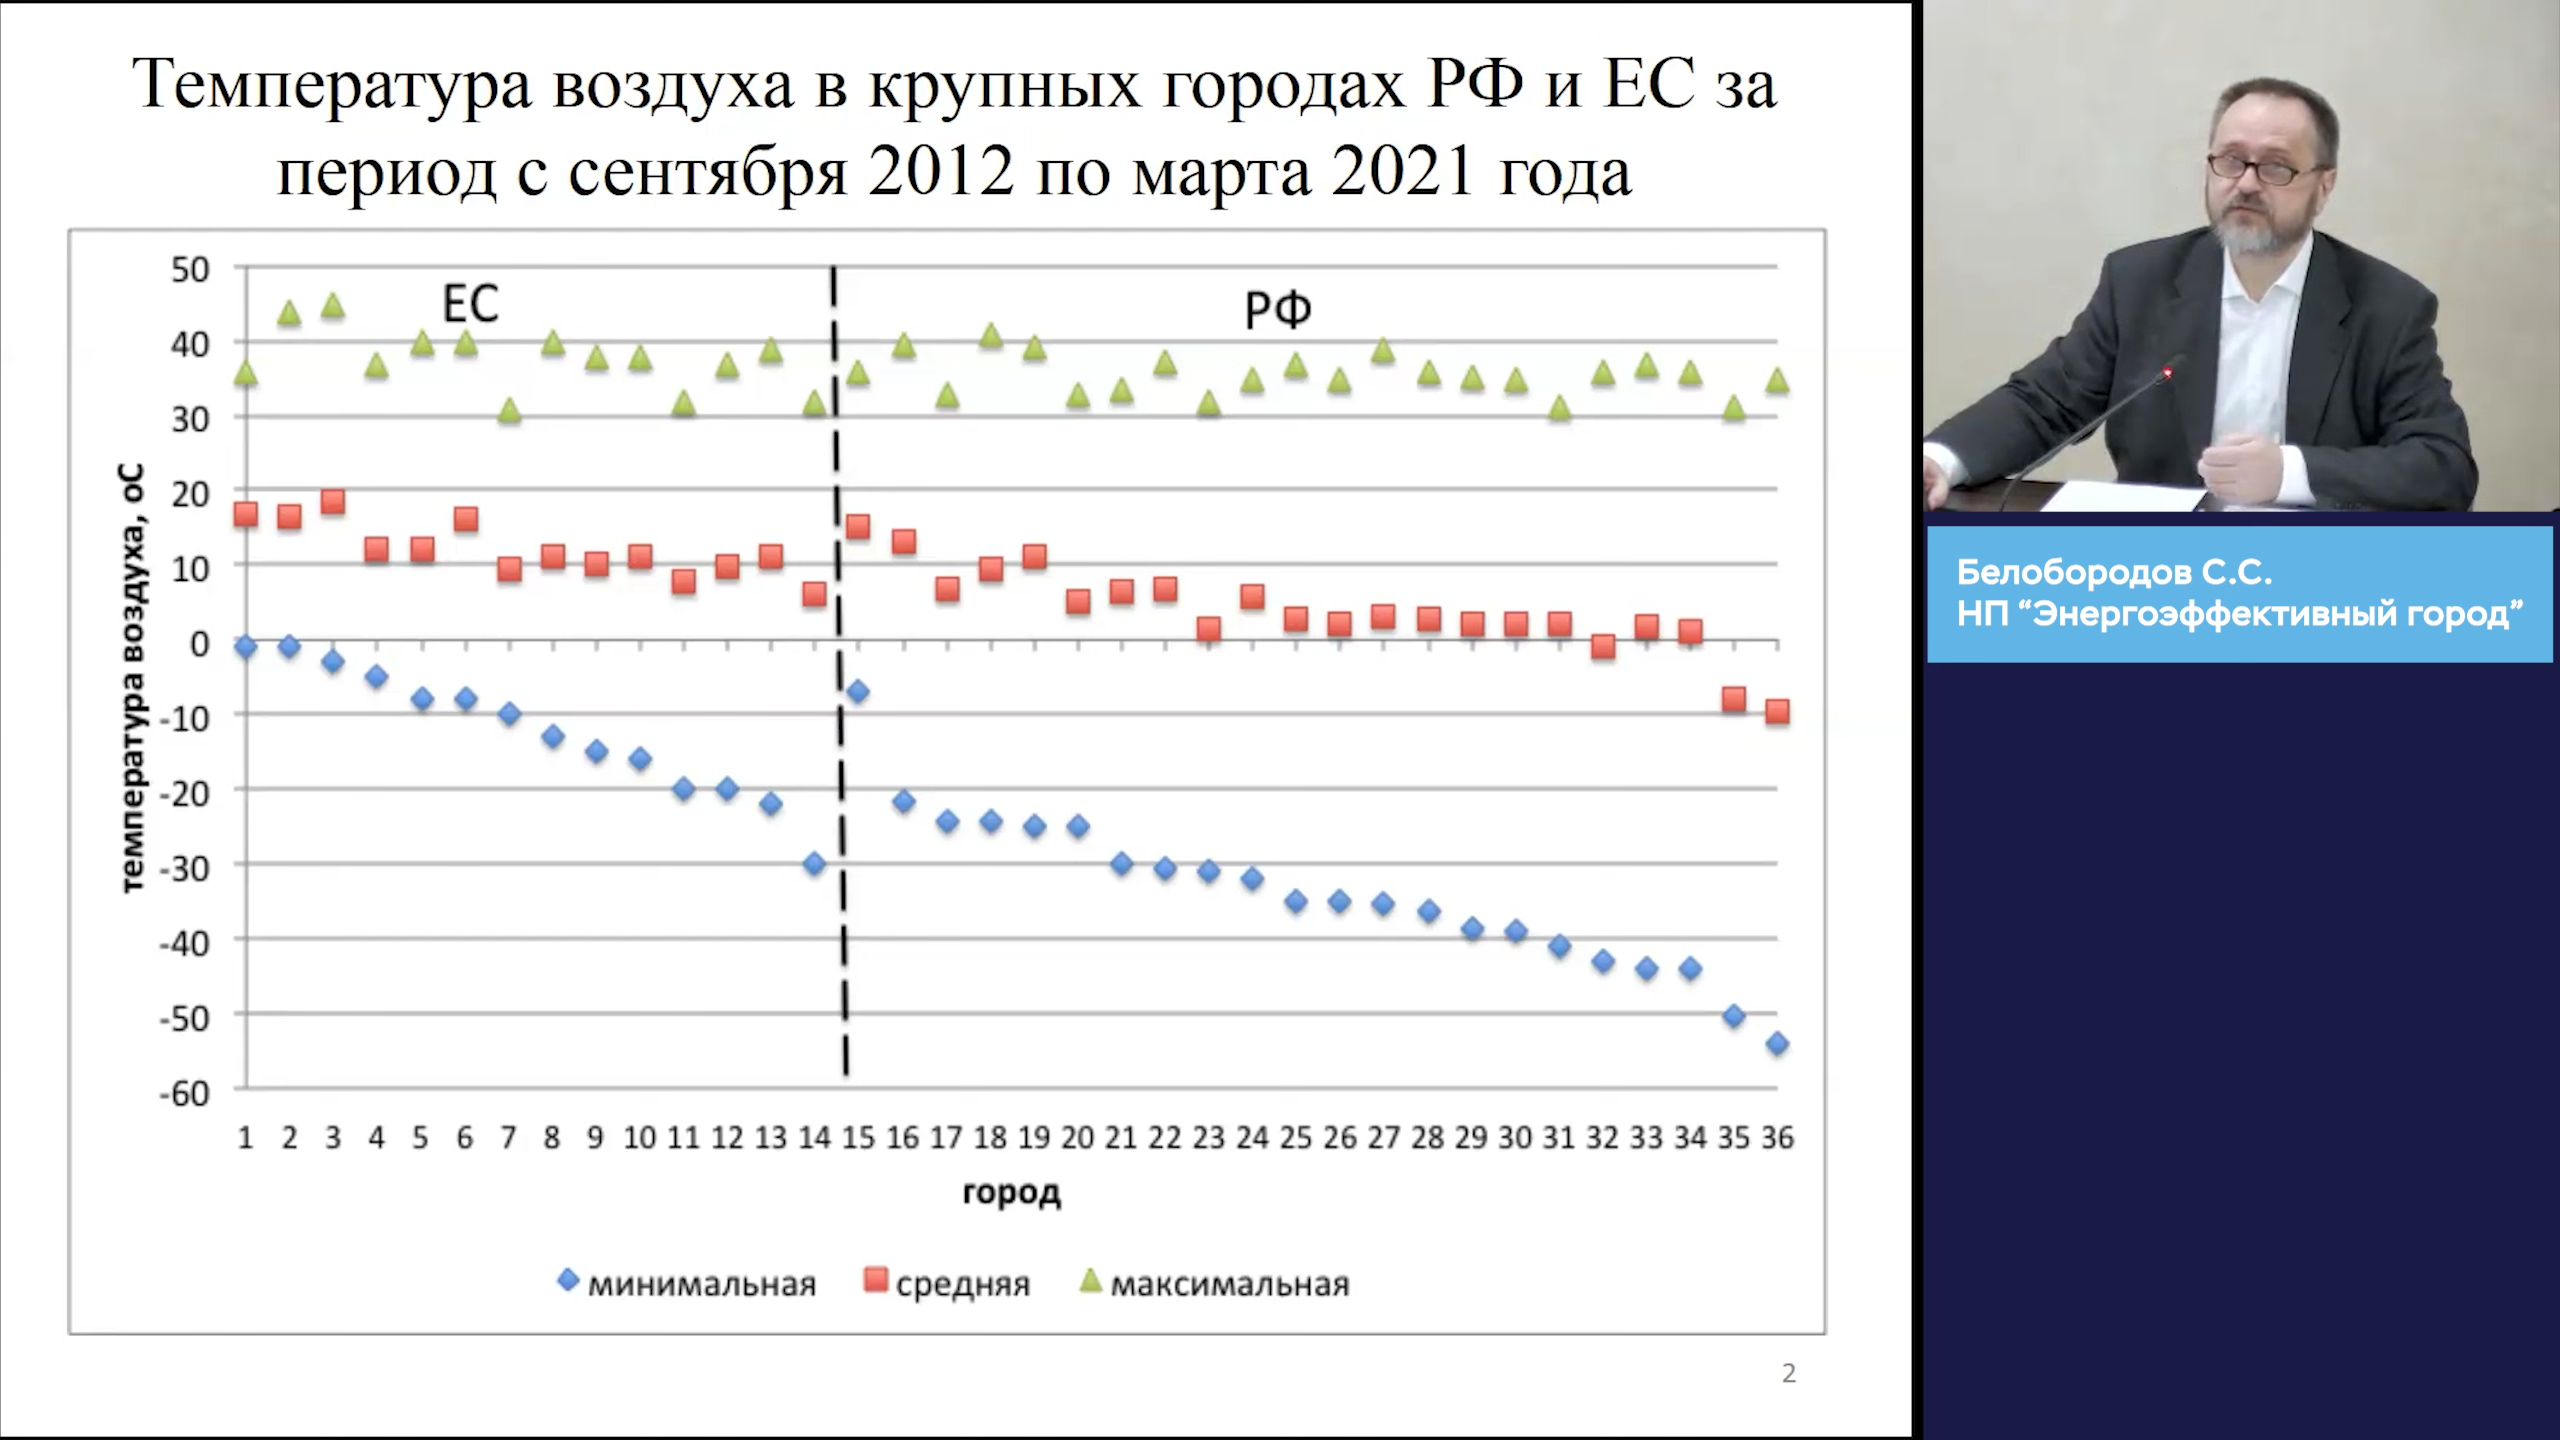 Температура воздуха в крупных городах РФ и ЕС за
период с сентября 2012 по марта 2021 года
ЕС
РФ
50
40
30
20
10
0
-10
-20
-30
-40
-50
-60
температура воздуха, оС
1 2 3 4 5 6 7 8 9 10 11 12 13 14 15 16 17 18 19 20 21 22 23 24 25 26 27 28 29 30 31 32 33 34 35 36
город
минимальная средняя максимальная
2
Белобородов С.С.
НП “Энергоэффективный город”